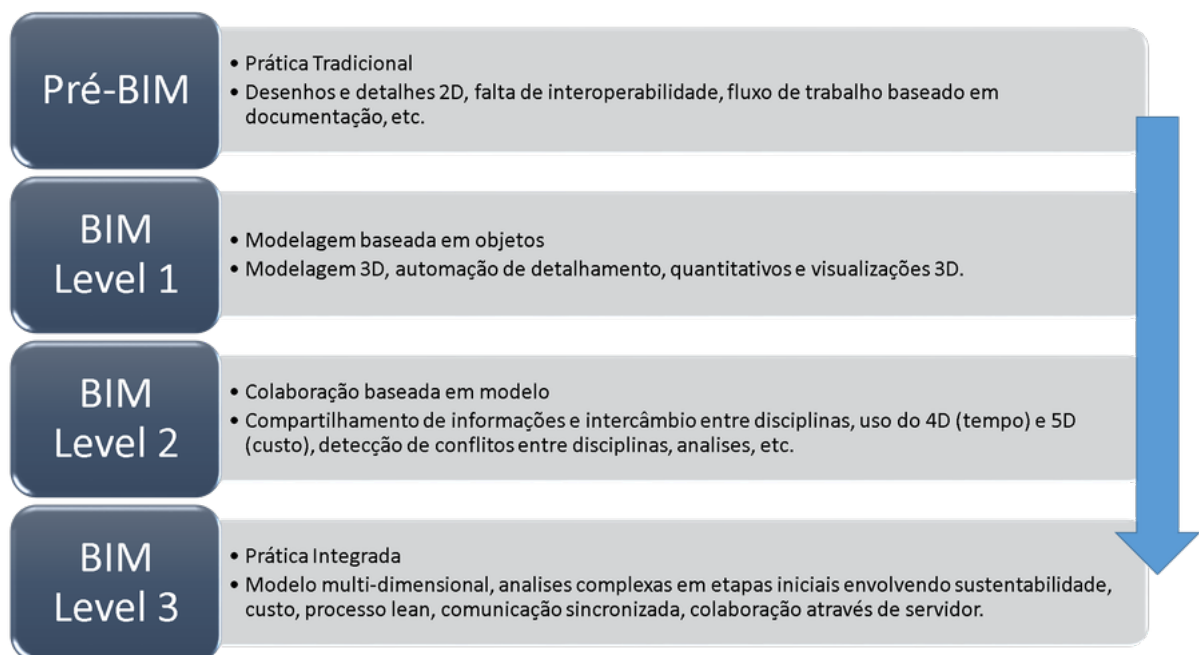 Pré-BIM
• Prática Tradicional
• Desenhos e detalhes 2D, falta de interoperabilidade, fluxo de trabalho baseado em
documentação, etc.
BIM
Level 1
• Modelagem baseada em objetos
• Modelagem 3D, automação de detalhamento, quantitativos e visualizações 3D.
BIM
Level 2
• Colaboração baseada em modelo
• Compartilhamento de informações e intercâmbio entre disciplinas, uso do 4D (tempo) e 5D
(custo), detecção de conflitos entre disciplinas, analises, etc.
BIM
Level 3
• Prática Integrada
• Modelo multi-dimensional, analises complexas em etapas iniciais envolvendo sustentabilidade,
custo, processo lean, comunicação sincronizada, colaboração através de servidor.